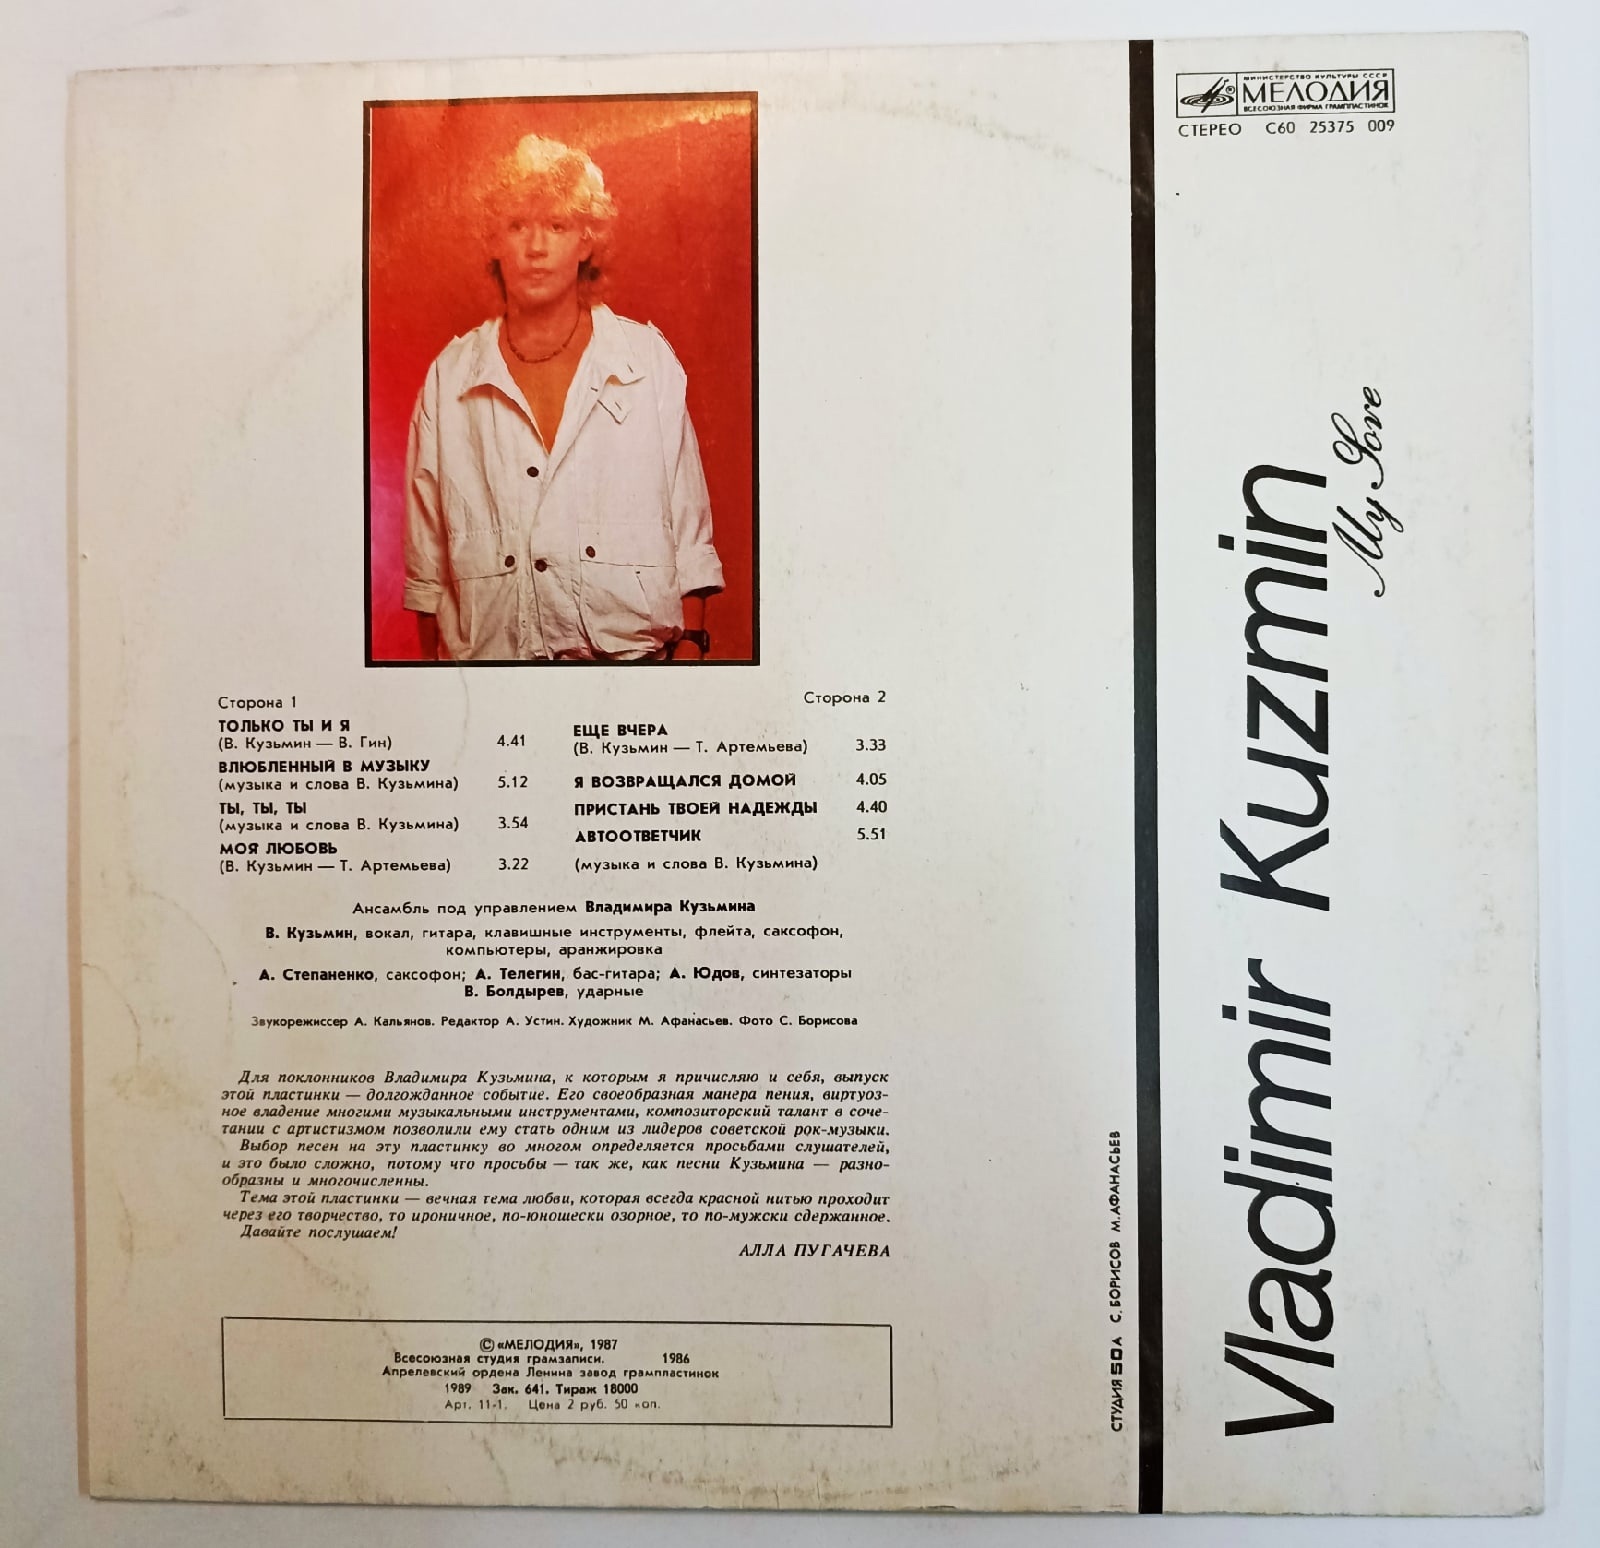 МИНИСТЕРСТВО КУЛЬТУРЫ СССР
МЕЛОДИЯ
ВСЕСОЮЗНАЯ ФИРМА ГРАМПЛАСТИНОК
СТЕРЕО С60 25375 009
Vladimir Kuzmin
My Love
Сторона 1
ТОЛЬКО ТЫ И Я
(В. Кузьмин — В. Гин) 4.41
ВЛЮБЛЕННЫЙ В МУЗЫКУ
(музыка и слова В. Кузьмина) 5.12
ТЫ, ТЫ, ТЫ
(музыка и слова В. Кузьмина) 3.54
МОЯ ЛЮБОВЬ
(В. Кузьмин — Т. Артемьева) 3.22
Сторона 2
ЕЩЕ ВЧЕРА
(В. Кузьмин — Т. Артемьева) 3.33
Я ВОЗВРАЩАЛСЯ ДОМОЙ 4.05
ПРИСТАНЬ ТВОЕЙ НАДЕЖДЫ 4.40
АВТООТВЕТЧИК 5.51
(музыка и слова В. Кузьмина)
Ансамбль под управлением Владимира Кузьмина
В. Кузьмин, вокал, гитара, клавишные инструменты, флейта, саксофон,
компьютеры, аранжировка
А. Степаненко, саксофон; А. Телегин, бас-гитара; А. Юдов, синтезаторы
В. Болдырев, ударные
Звукорежиссер А. Кальянов. Редактор А. Устин. Художник М. Афанасьев. Фото С. Борисова
Для поклонников Владимира Кузьмина, к которым я причисляю и себя, выпуск
этой пластинки — долгожданное событие. Его своеобразная манера пения, виртуоз-
ное владение многими музыкальными инструментами, композиторский талант в соче-
тании с артистизмом позволили ему стать одним из лидеров советской рок-музыки.
Выбор песен на эту пластинку во многом определяется просьбами слушателей,
и это было сложно, потому что просьбы — так же, как песни Кузьмина — разно-
образны и многочисленны.
Тема этой пластинки — вечная тема любви, которая всегда красной нитью проходит
через его творчество, то ироничное, по-юношески озорное, то по-мужски сдержанное.
Давайте послушаем!
АЛЛА ПУГАЧЕВА
© «МЕЛОДИЯ», 1987
Всесоюзная студия грамзаписи. 1986
Апрелевский ордена Ленина завод грампластинок
1989 Зак. 641. Тираж 18000
Арт. 11-1. Цена 2 руб. 50 коп.
СТУДИЯ 50А С. БОРИСОВ М. АФАНАСЬЕВ